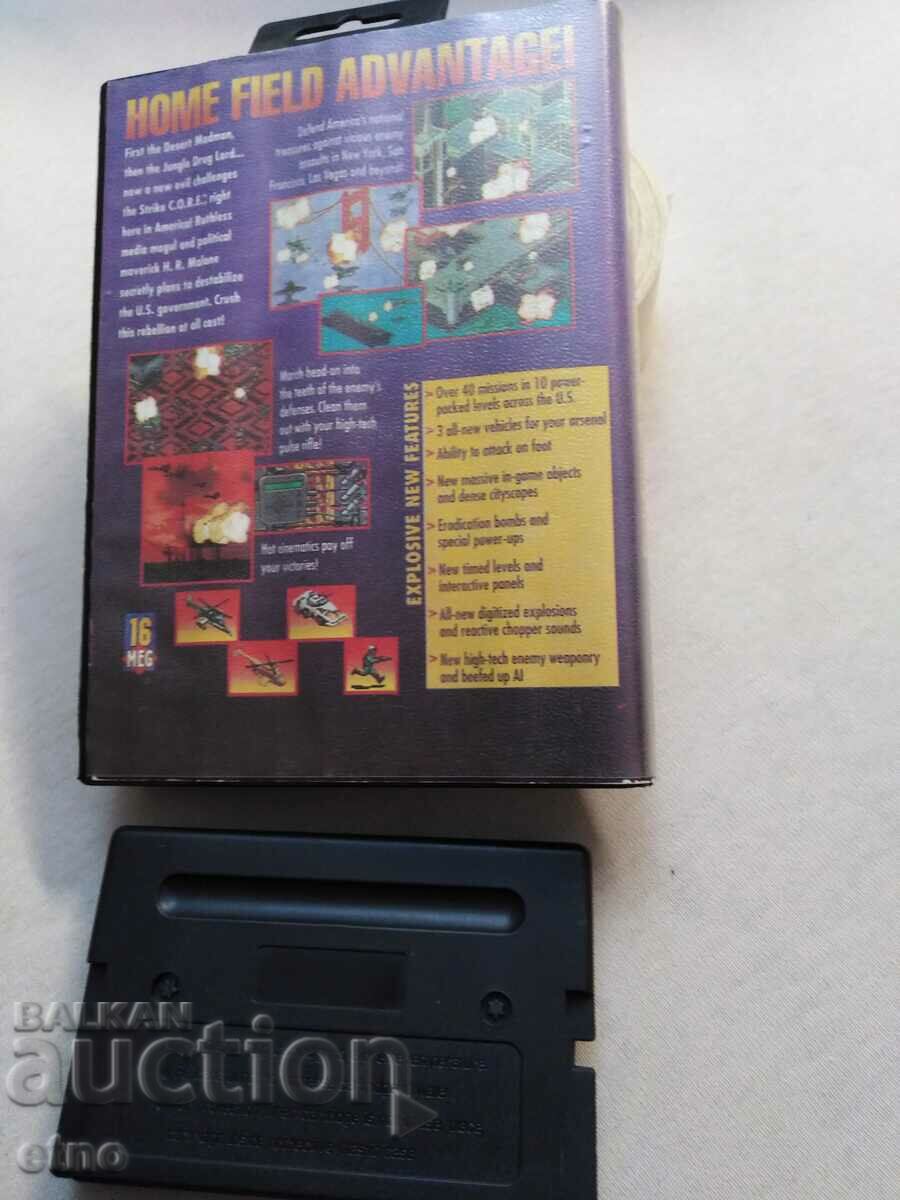 HOME FIELD ADVANTAGE!
First the Desert Madman,
then the Jungle Drug Lord...
now a new evil challenges
the Strike C.O.R.E., right
here in America! Ruthless
media mogul and political
maverick H. R. Malone
secretly plans to destabilize
the U.S. government. Crush
this rebellion at all cost!
Defend America's national
treasures against vicious enemy
assaults in New York, San
Francisco, Las Vegas and beyond!
March head-on into
the teeth of the enemy's
defenses. Clean them
out with your high-tech
pulse rifle!
Hot cinematics pay off
your victories!
16
MEG
EXPLOSIVE NEW FEATURES
> Over 40 missions in 10 power-
packed levels across the U.S.
> 3 all-new vehicles for your arsenal
> Ability to attack on foot
> New massive in-game objects
and dense cityscapes
> Eradication bombs and
special power-ups
> New timed levels and
interactive panels
> All-new digitized explosions
and reactive chopper sounds
> New high-tech enemy weaponry
and beefed up AI
BALKAN
auction
etno